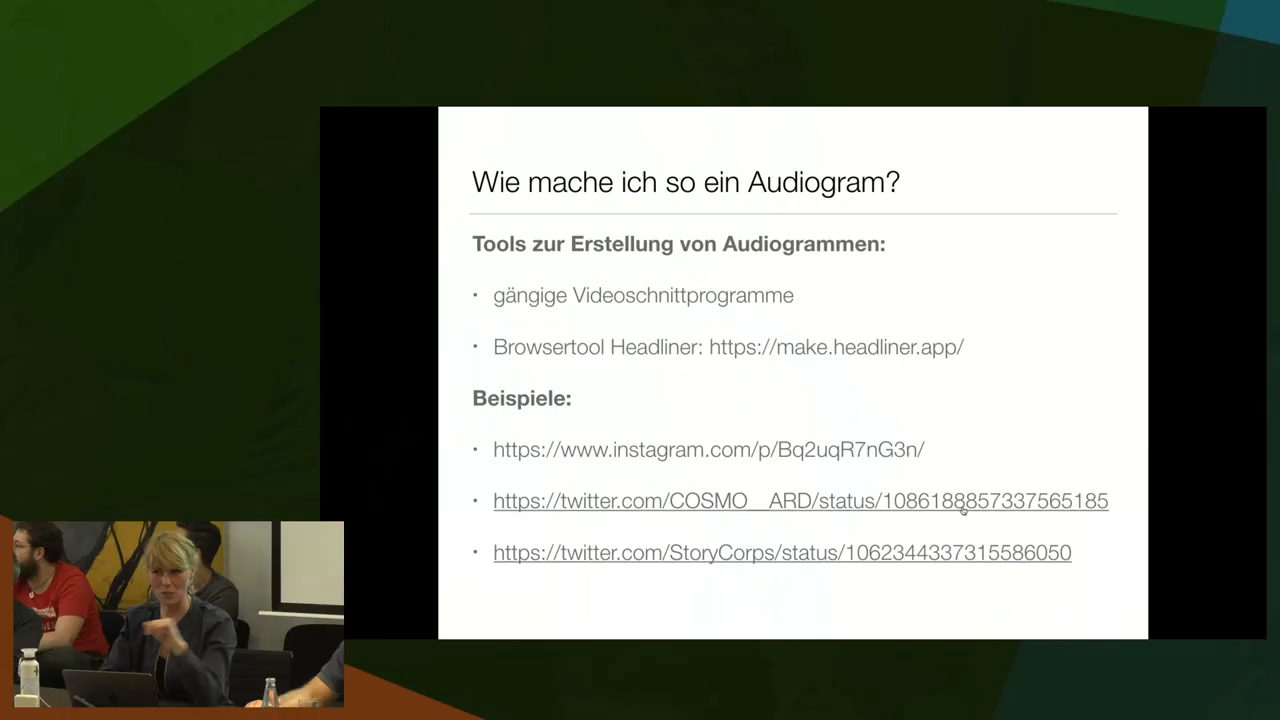 Wie mache ich so ein Audiogram?
Tools zur Erstellung von Audiogrammen:
• gängige Videoschnittprogramme
• Browsertool Headliner: https://make.headliner.app/
Beispiele:
• https://www.instagram.com/p/Bq2uqR7nG3n/
• https://twitter.com/COSMO__ARD/status/1086188857337565185
• https://twitter.com/StoryCorps/status/1062344337315586050